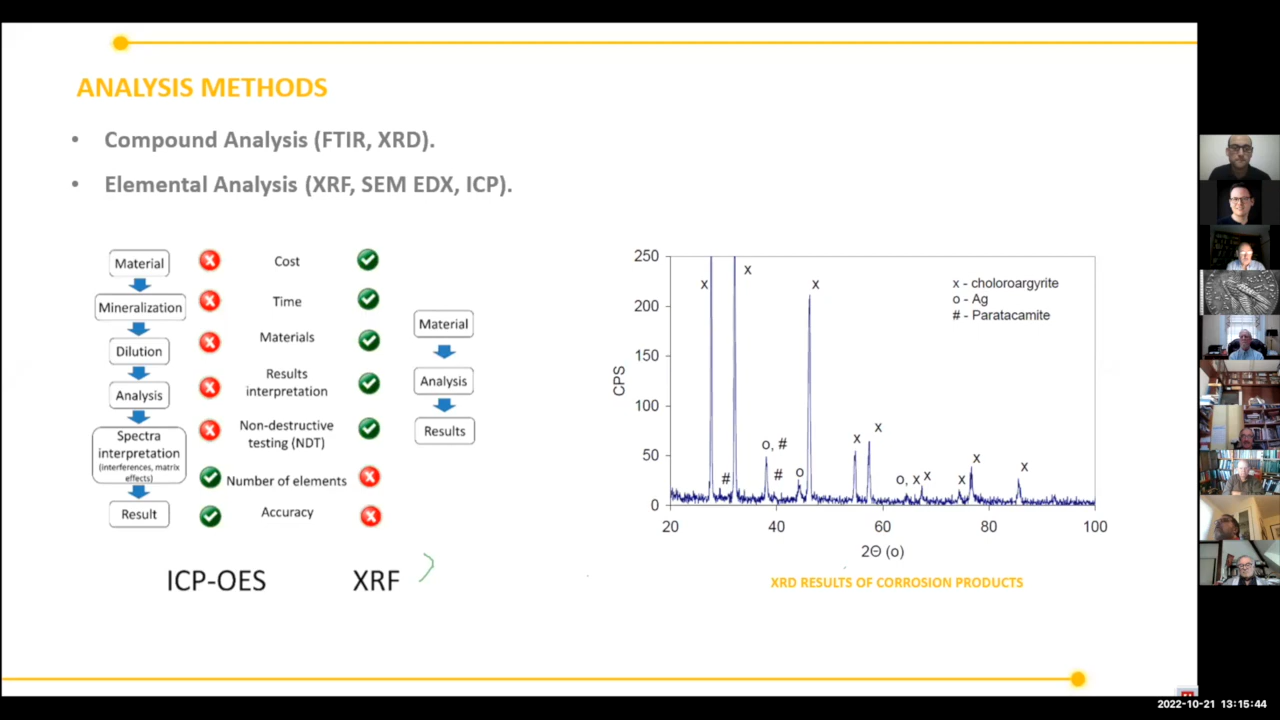 ANALYSIS METHODS
• Compound Analysis (FTIR, XRD).
• Elemental Analysis (XRF, SEM EDX, ICP).
Material
Mineralization
Dilution
Analysis
Spectra
interpretation
(interferences, matrix
effects)
Result
Cost
Time
Materials
Results
interpretation
Non-destructive
testing (NDT)
Number of elements
Accuracy
Material
Analysis
Results
ICP-OES
XRF
250
200
150
100
50
0
CPS
x
x
x
x - choloroargyrite
o - Ag
# - Paratacamite
#
o, #
#
o
x
x
o, x
x
x
x
x
20
40
60
80
100
2Θ (o)
XRD RESULTS OF CORROSION PRODUCTS
2022-10-21 13:15:44